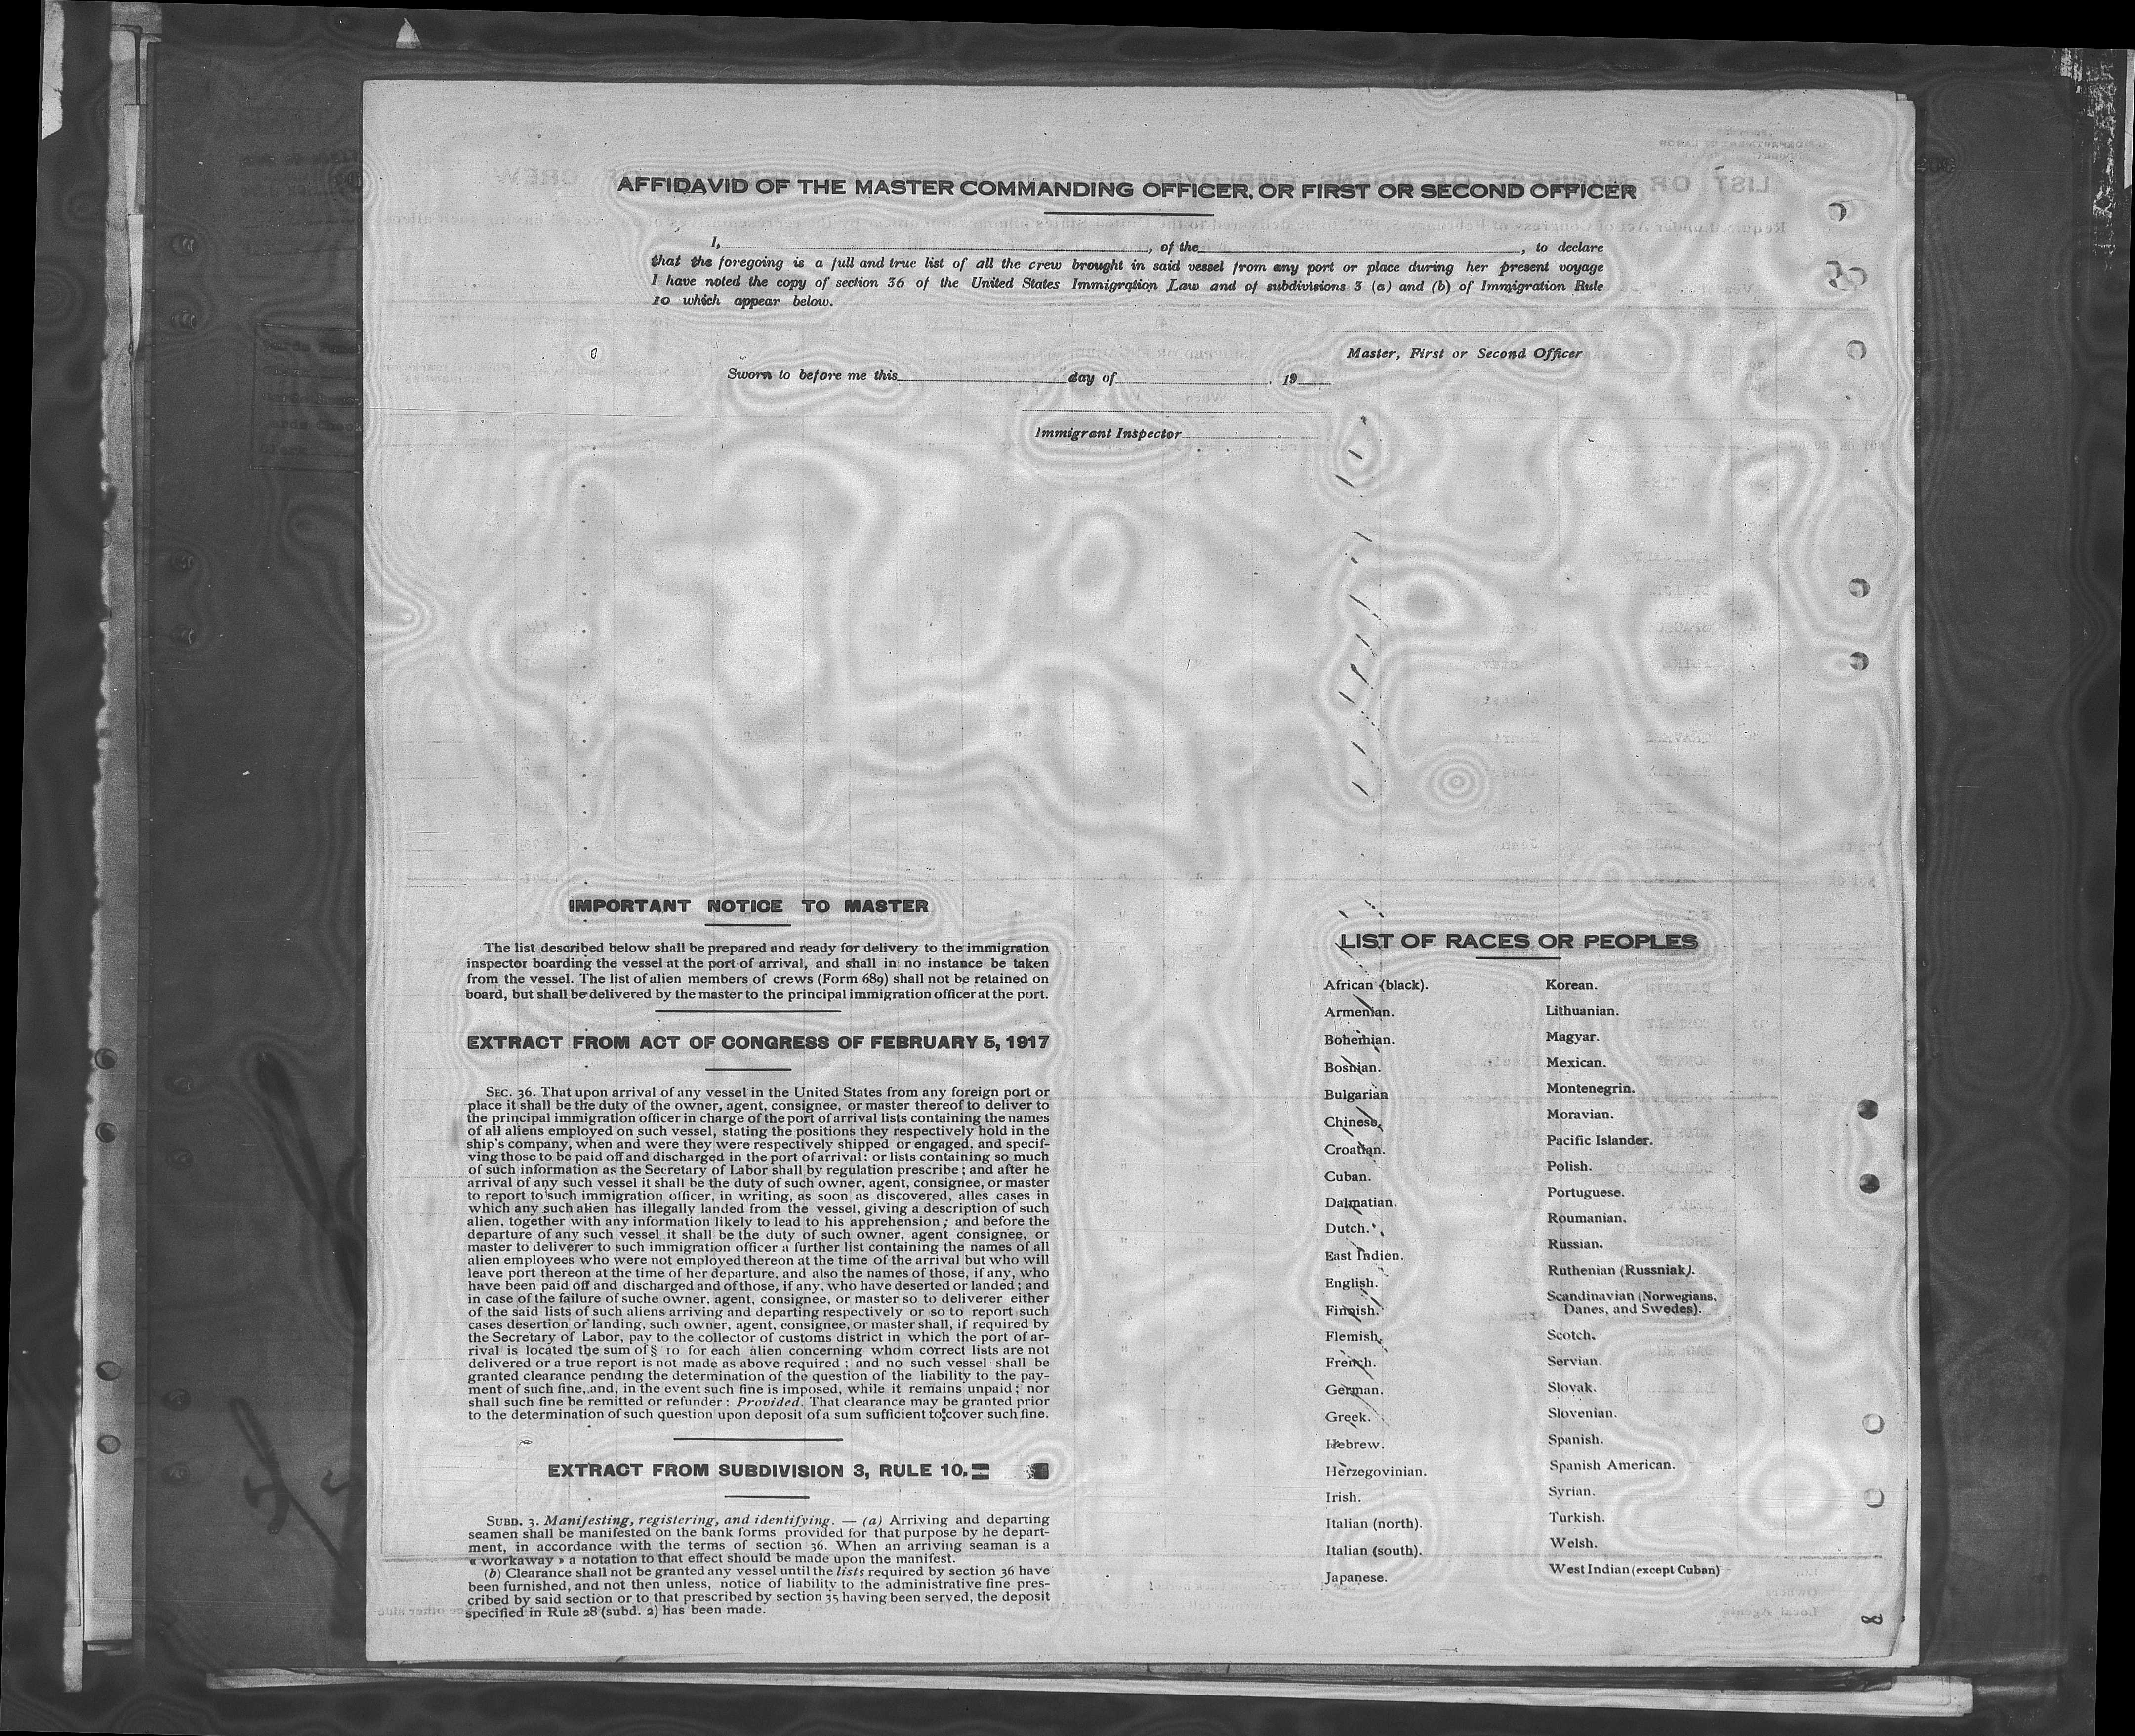 AFFIDAVID OF THE MASTER COMMANDING OFFICER, OR FIRST OR SECOND OFFICER
I, , of the , to declare
that the foregoing is a full and true list of all the crew brought in said vessel from any port or place during her present voyage
I have noted the copy of section 36 of the United States Immigration Law and of subdivisions 3 (a) and (b) of Immigration Rule
10 which appear below.
Master, First or Second Officer
Sworn to before me this day of . 19
Immigrant Inspector
IMPORTANT NOTICE TO MASTER
The list described below shall be prepared and ready for delivery to the immigration
inspector boarding the vessel at the port of arrival, and shall in no instance be taken
from the vessel. The list of alien members of crews (Form 689) shall not be retained on
board, but shall be delivered by the master to the principal immigration officer at the port.
EXTRACT FROM ACT OF CONGRESS OF FEBRUARY 5, 1917
SEC. 36. That upon arrival of any vessel in the United States from any foreign port or
place it shall be the duty of the owner, agent, consignee, or master thereof to deliver to
the principal immigration officer in charge of the port of arrival lists containing the names
of all aliens employed on such vessel, stating the positions they respectively hold in the
ship's company, when and were they were respectively shipped or engaged, and specif-
ving those to be paid off and discharged in the port of arrival: or lists containing so much
of such information as the Secretary of Labor shall by regulation prescribe; and after he
arrival of any such vessel it shall be the duty of such owner, agent, consignee, or master
to report to such immigration officer, in writing, as soon as discovered, alles cases in
which any such alien has illegally landed from the vessel, giving a description of such
alien, together with any information likely to lead to his apprehension; and before the
departure of any such vessel it shall be the duty of such owner, agent consignee, or
master to deliverer to such immigration officer a further list containing the names of all
alien employees who were not employed thereon at the time of the arrival but who will
leave port thereon at the time of her departure, and also the names of those, if any, who
have been paid off and discharged and of those, if any, who have deserted or landed; and
in case of the failure of suche owner, agent, consignee, or master so to deliverer either
of the said lists of such aliens arriving and departing respectively or so to report such
cases desertion or landing, such owner, agent, consignee, or master shall, if required by
the Secretary of Labor, pay to the collector of customs district in which the port of ar-
rival is located the sum of § 10 for each alien concerning whom correct lists are not
delivered or a true report is not made as above required; and no such vessel shall be
granted clearance pending the determination of the question of the liability to the pay-
ment of such fine, and, in the event such fine is imposed, while it remains unpaid; nor
shall such fine be remitted or refunder: Provided. That clearance may be granted prior
to the determination of such question upon deposit of a sum sufficient to cover such fine.
EXTRACT FROM SUBDIVISION 3, RULE 10.
SUBD. 3. Manifesting, registering, and identifying. — (a) Arriving and departing
seamen shall be manifested on the bank forms provided for that purpose by he depart-
ment, in accordance with the terms of section 36. When an arriving seaman is a
« workaway » a notation to that effect should be made upon the manifest.
(b) Clearance shall not be granted any vessel until the lists required by section 36 have
been furnished, and not then unless, notice of liability to the administrative fine pres-
cribed by said section or to that prescribed by section 35 having been served, the deposit
specified in Rule 28 (subd. 2) has been made.
LIST OF RACES OR PEOPLES
African (black).
Armenian.
Bohemian.
Bosnian.
Bulgarian
Chinese.
Croatian.
Cuban.
Dalmatian.
Dutch.
East Indien.
English.
Finnish.
Flemish.
French.
German.
Greek.
Hebrew.
Herzegovinian.
Irish.
Italian (north).
Italian (south).
Japanese.
Korean.
Lithuanian.
Magyar.
Mexican.
Montenegrin.
Moravian.
Pacific Islander.
Polish.
Portuguese.
Roumanian.
Russian.
Ruthenian (Russniak).
Scandinavian (Norwegians,
Danes, and Swedes).
Scotch.
Servian.
Slovak.
Slovenian.
Spanish.
Spanish American.
Syrian.
Turkish.
Welsh.
West Indian (except Cuban)